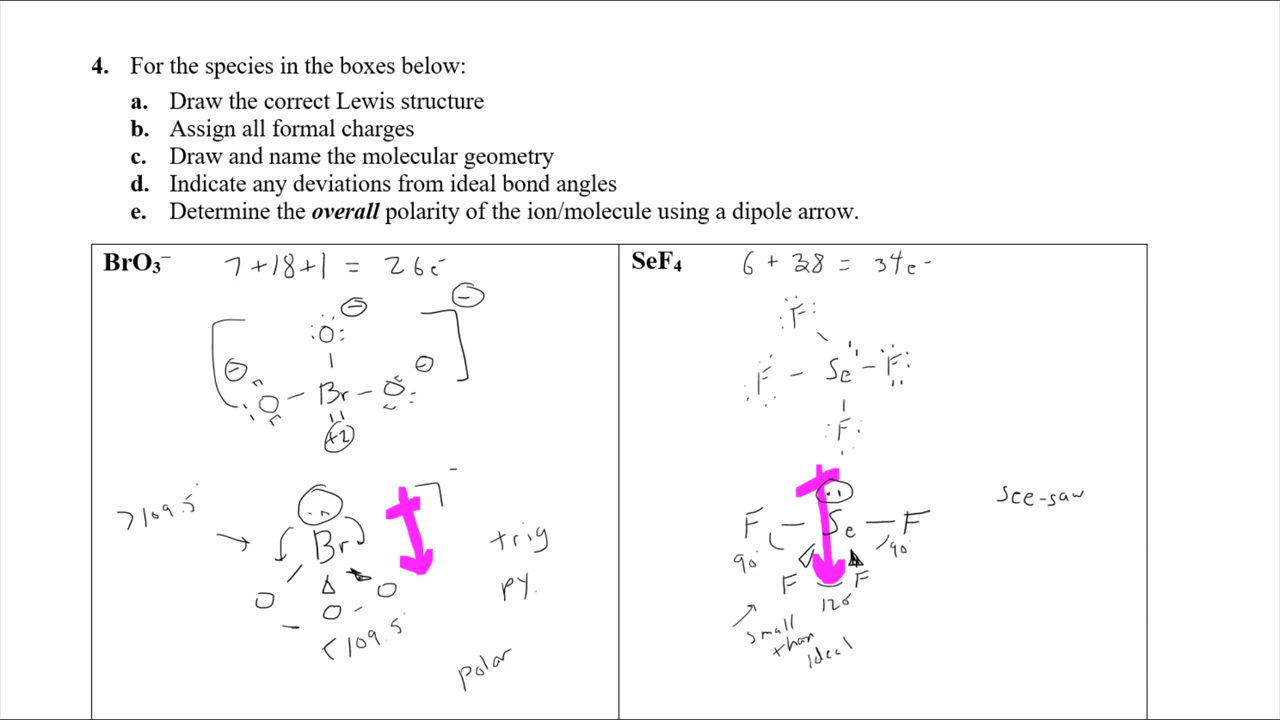 4. For the species in the boxes below:
a. Draw the correct Lewis structure
b. Assign all formal charges
c. Draw and name the molecular geometry
d. Indicate any deviations from ideal bond angles
e. Determine the overall polarity of the ion/molecule using a dipole arrow.
BrO₃⁻ 7+18+1 = 26e⁻
⊖
⊖
:O:
⊖ ⊖
O — Br — O
+2
>109.5°
Br
O O O
<109.5°
trig
py.
polar
SeF₄ 6 + 28 = 34e⁻
F
F — Se — F
F
see-saw
F — Se — F
90° 90°
F F
120°
small
than
ideal